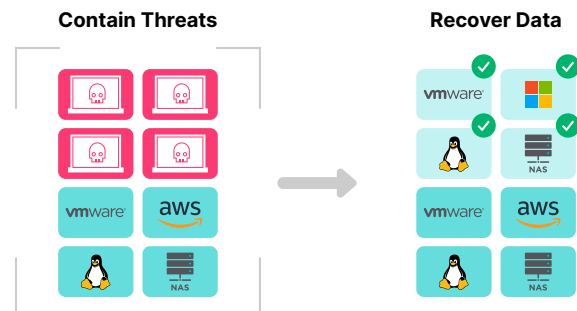 Contain Threats
Recover Data
vmware
NAS
vmware
aws
NAS
vmware
aws
NAS